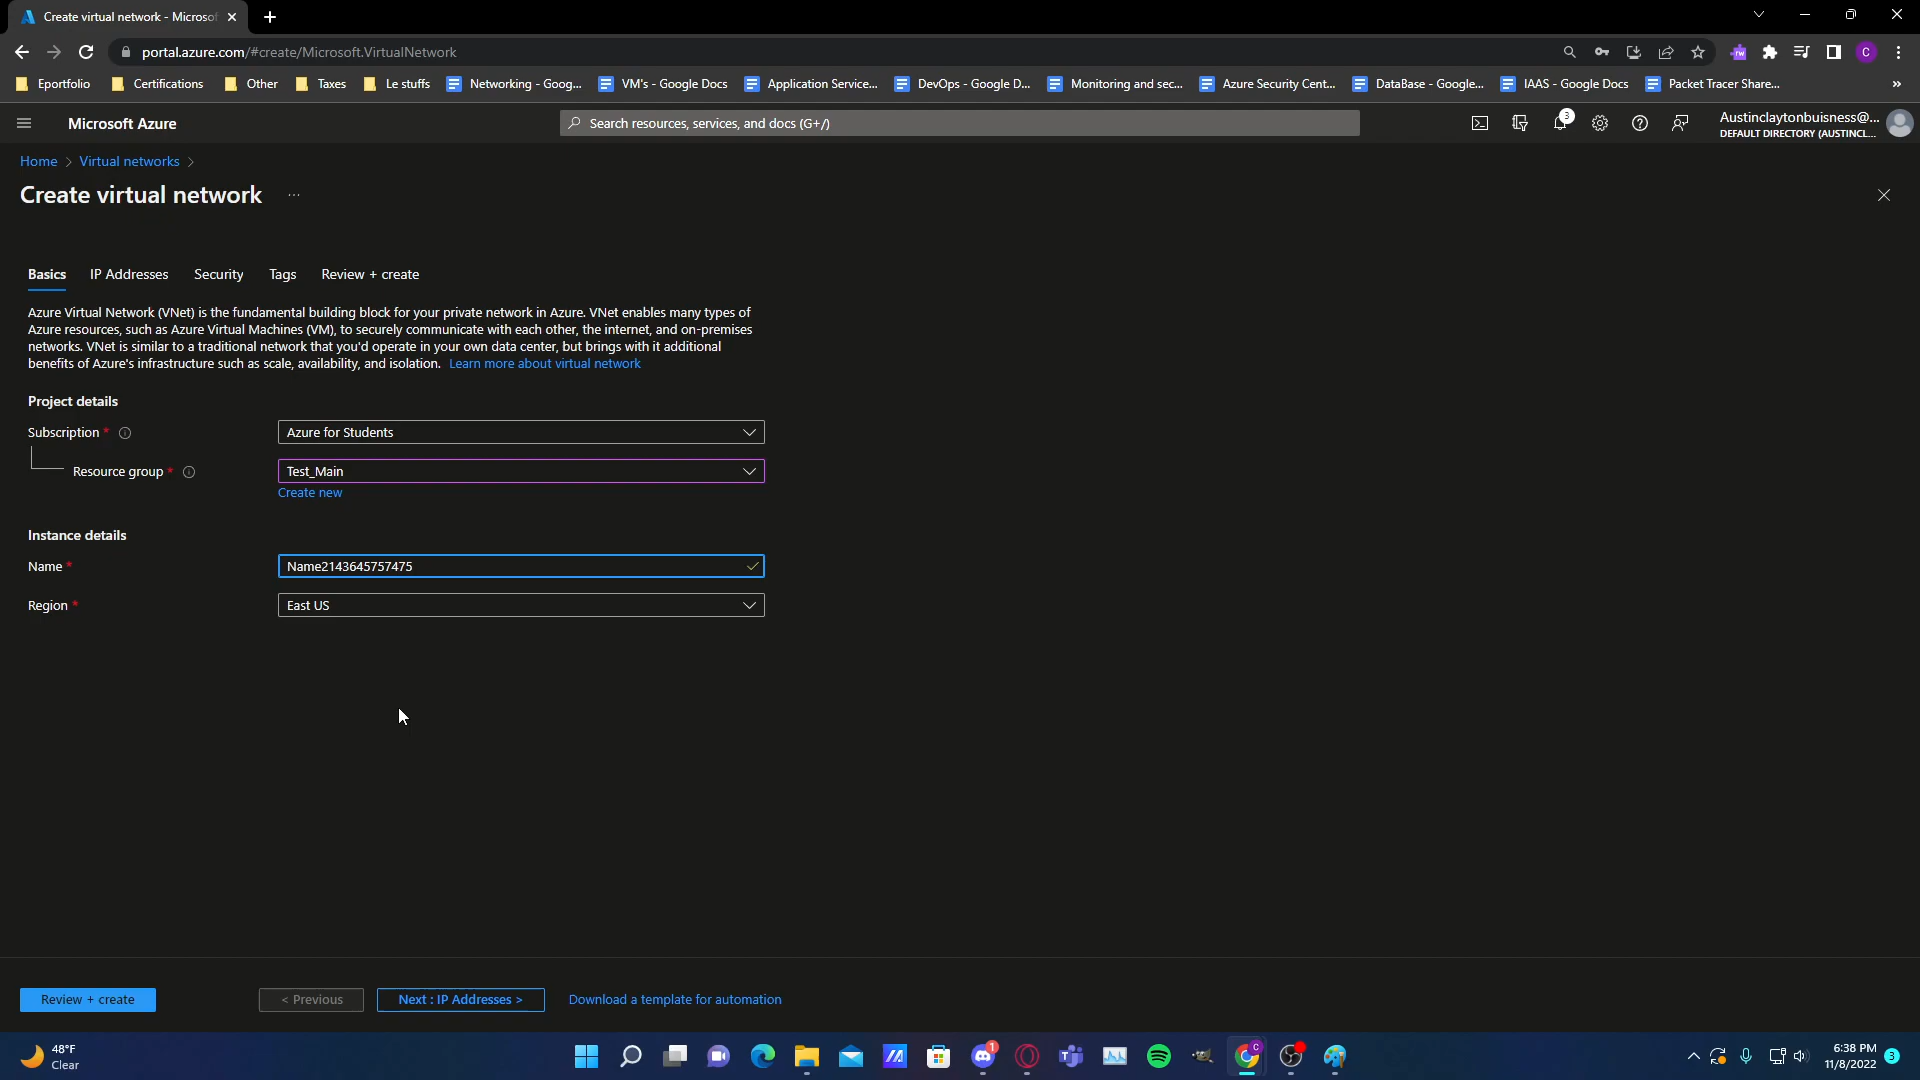 Create virtual network - Microsof
portal.azure.com/#create/Microsoft.VirtualNetwork
C
Eportfolio
Certifications
Other
Taxes
Le stuffs
Networking - Goog...
VM's - Google Docs
Application Service...
DevOps - Google D...
Monitoring and sec...
Azure Security Cent...
DataBase - Google...
IAAS - Google Docs
Packet Tracer Share...
»
Microsoft Azure
Search resources, services, and docs (G+/)
3
Austinclaytonbuisness@...
DEFAULT DIRECTORY (AUSTINCL...
Home > Virtual networks >
Create virtual network ...
Basics
IP Addresses
Security
Tags
Review + create
Azure Virtual Network (VNet) is the fundamental building block for your private network in Azure. VNet enables many types of
Azure resources, such as Azure Virtual Machines (VM), to securely communicate with each other, the internet, and on-premises
networks. VNet is similar to a traditional network that you'd operate in your own data center, but brings with it additional
benefits of Azure's infrastructure such as scale, availability, and isolation. Learn more about virtual network
Project details
Subscription *
Azure for Students
Resource group *
Test_Main
Create new
Instance details
Name *
Name2143645757475
Region *
East US
Review + create
< Previous
Next : IP Addresses >
Download a template for automation
48°F
Clear
1
C
6:38 PM
11/8/2022
3